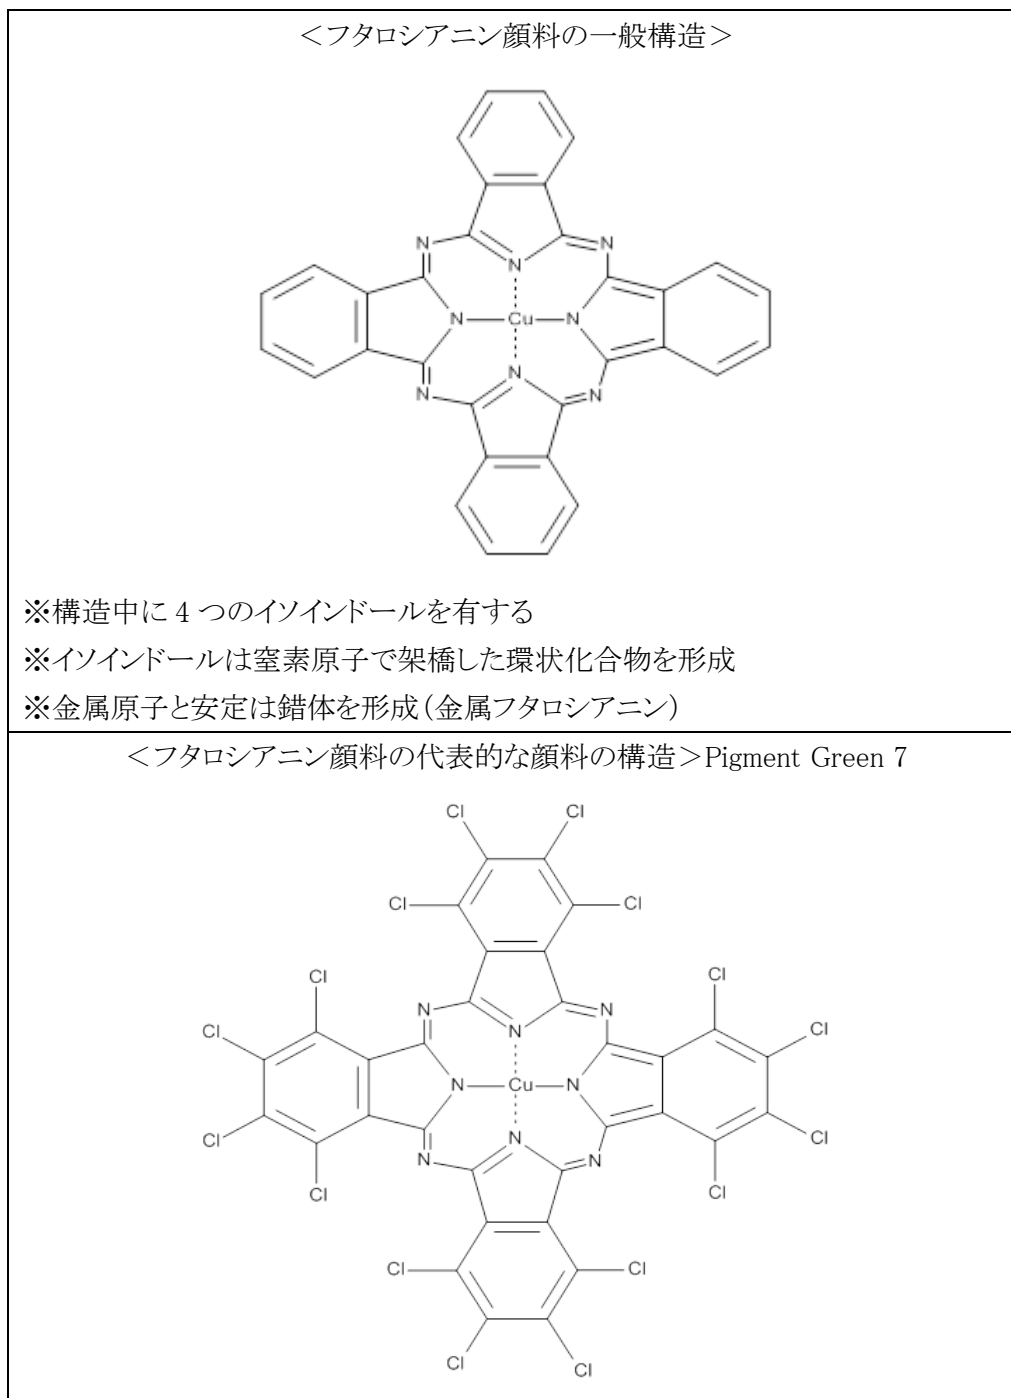 <フタロシアニン顔料の一般構造>
N
N
N
N
Cu
N
N
N
N
※構造中に 4 つのイソインドールを有する
※イソインドールは窒素原子で架橋した環状化合物を形成
※金属原子と安定は錯体を形成(金属フタロシアニン)
<フタロシアニン顔料の代表的な顔料の構造>Pigment Green 7
Cl
Cl
Cl
Cl
Cl
Cl
Cl
Cl
N
N
N
N
Cu
N
N
Cl
Cl
N
N
Cl
Cl
Cl
Cl
Cl
Cl